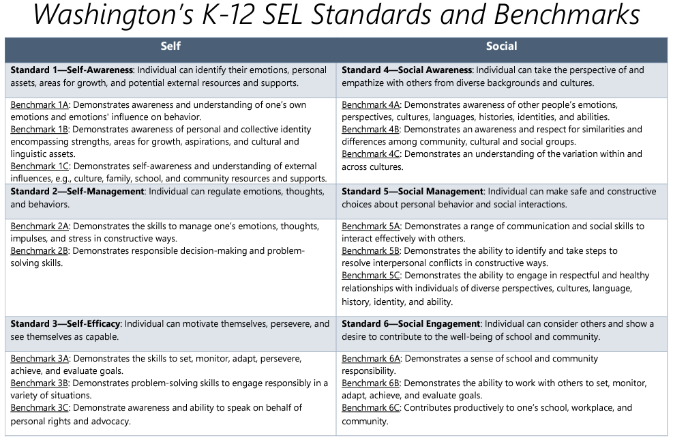 Washington's K-12 SEL Standards and Benchmarks
Self
Social
Standard 1—Self-Awareness: Individual can identify their emotions, personal
assets, areas for growth, and potential external resources and supports.
Standard 4—Social Awareness: Individual can take the perspective of and
empathize with others from diverse backgrounds and cultures.
Benchmark 1A: Demonstrates awareness and understanding of one's own
emotions and emotions' influence on behavior.
Benchmark 1B: Demonstrates awareness of personal and collective identity
encompassing strengths, areas for growth, aspirations, and cultural and
linguistic assets.
Benchmark 1C: Demonstrates self-awareness and understanding of external
influences, e.g., culture, family, school, and community resources and supports.
Benchmark 4A: Demonstrates awareness of other people's emotions,
perspectives, cultures, languages, histories, identities, and abilities.
Benchmark 4B: Demonstrates an awareness and respect for similarities and
differences among community, cultural and social groups.
Benchmark 4C: Demonstrates an understanding of the variation within and
across cultures.
Standard 2—Self-Management: Individual can regulate emotions, thoughts,
and behaviors.
Standard 5—Social Management: Individual can make safe and constructive
choices about personal behavior and social interactions.
Benchmark 2A: Demonstrates the skills to manage one's emotions, thoughts,
impulses, and stress in constructive ways.
Benchmark 2B: Demonstrates responsible decision-making and problem-
solving skills.
Benchmark 5A: Demonstrates a range of communication and social skills to
interact effectively with others.
Benchmark 5B: Demonstrates the ability to identify and take steps to
resolve interpersonal conflicts in constructive ways.
Benchmark 5C: Demonstrates the ability to engage in respectful and healthy
relationships with individuals of diverse perspectives, cultures, language,
history, identity, and ability.
Standard 3—Self-Efficacy: Individual can motivate themselves, persevere, and
see themselves as capable.
Standard 6—Social Engagement: Individual can consider others and show a
desire to contribute to the well-being of school and community.
Benchmark 3A: Demonstrates the skills to set, monitor, adapt, persevere,
achieve, and evaluate goals.
Benchmark 3B: Demonstrates problem-solving skills to engage responsibly in a
variety of situations.
Benchmark 3C: Demonstrate awareness and ability to speak on behalf of
personal rights and advocacy.
Benchmark 6A: Demonstrates a sense of school and community
responsibility.
Benchmark 6B: Demonstrates the ability to work with others to set, monitor,
adapt, achieve, and evaluate goals.
Benchmark 6C: Contributes productively to one's school, workplace, and
community.